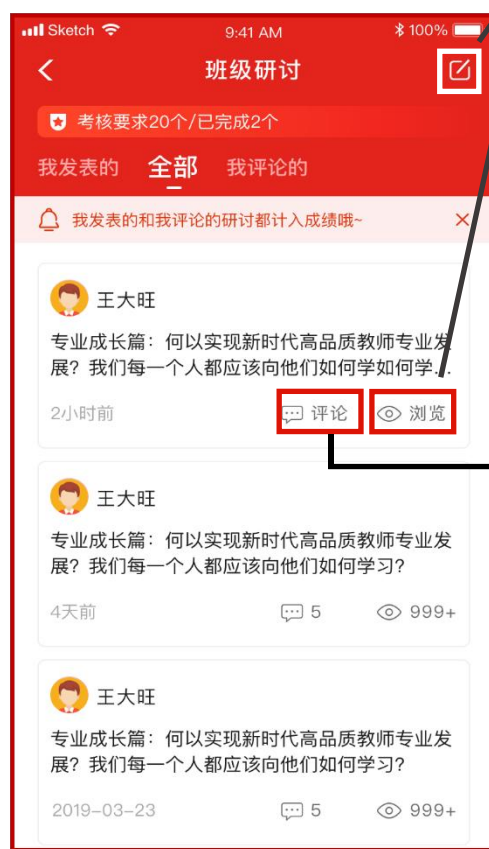 Sketch 9:41 AM 100%
班级研讨
考核要求20个/已完成2个
我发表的 全部 我评论的
我发表的和我评论的研讨都计入成绩哦~
王大旺
专业成长篇：何以实现新时代高品质教师专业发
展？我们每一个人都应该向他们如何学如何学...
2小时前 评论 浏览
王大旺
专业成长篇：何以实现新时代高品质教师专业发
展？我们每一个人都应该向他们如何学习？
4天前 5 999+
王大旺
专业成长篇：何以实现新时代高品质教师专业发
展？我们每一个人都应该向他们如何学习？
2019-03-23 5 999+